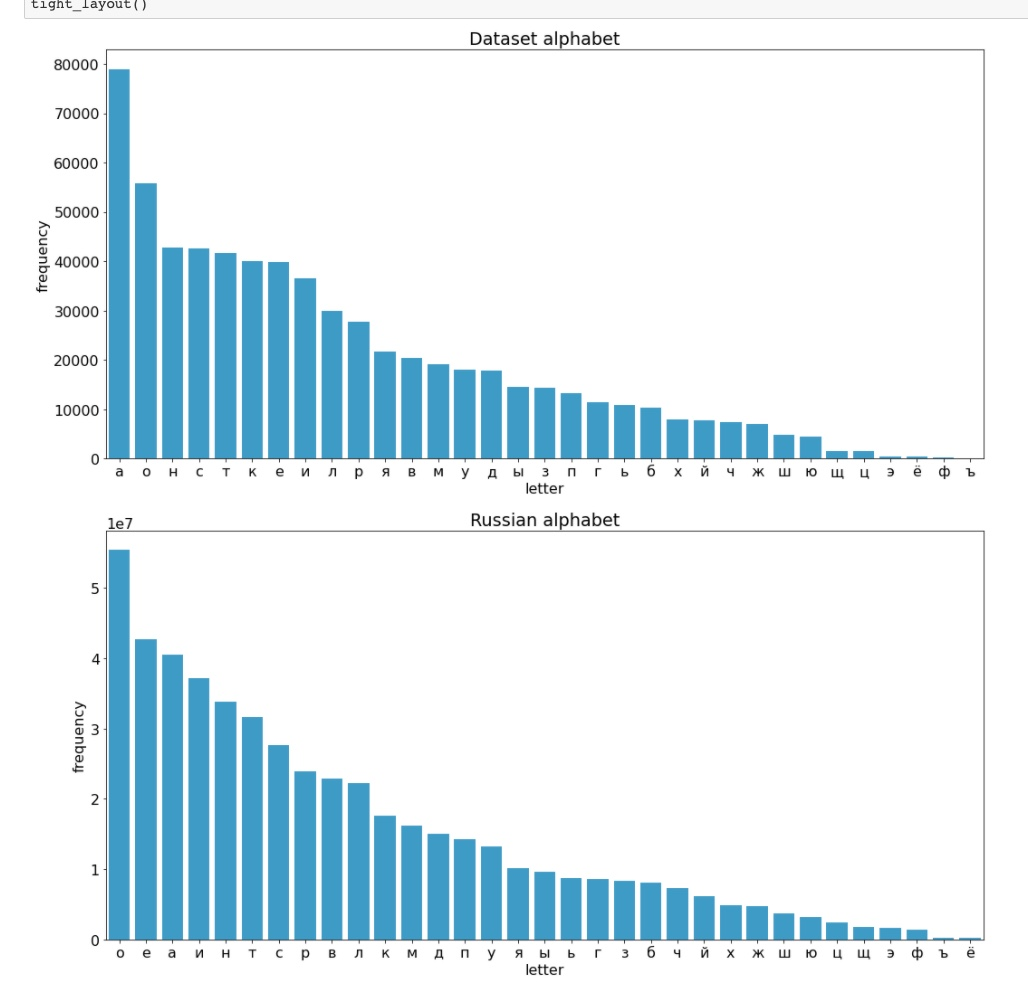 tight_layout()
Dataset alphabet
80000
70000
60000
50000
40000
30000
20000
10000
0
frequency
а о н с т к е и л р я в м у д ы з п г ь б х й ч ж ш ю щ ц э ё ф ъ
letter
Russian alphabet
1e7
5
4
3
2
1
0
frequency
о е а и н т с р в л к м д п у я ы ь г з б ч й х ж ш ю ц щ э ф ъ ё
letter